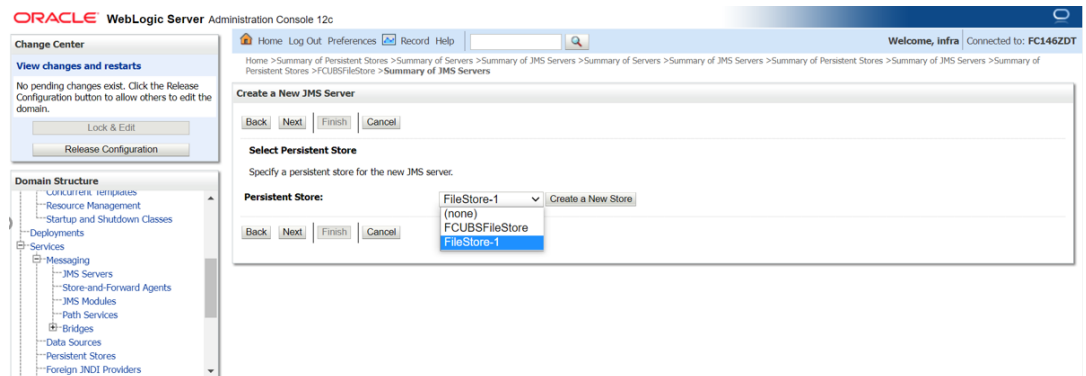 ORACLE WebLogic Server Administration Console 12c
Change Center
View changes and restarts
No pending changes exist. Click the Release
Configuration button to allow others to edit the
domain.
Lock & Edit
Release Configuration
Domain Structure
Concurrent Templates
Resource Management
Startup and Shutdown Classes
Deployments
Services
Messaging
JMS Servers
Store-and-Forward Agents
JMS Modules
Path Services
Bridges
Data Sources
Persistent Stores
Foreign JNDI Providers
Home Log Out Preferences Record Help
Welcome, infra Connected to: FC146ZDT
Home >Summary of Persistent Stores >Summary of Servers >Summary of JMS Servers >Summary of Servers >Summary of JMS Servers >Summary of Persistent Stores >Summary of JMS Servers >Summary of
Persistent Stores >FCUBSFileStore >Summary of JMS Servers
Create a New JMS Server
Back Next Finish Cancel
Select Persistent Store
Specify a persistent store for the new JMS server.
Persistent Store: FileStore-1 Create a New Store
(none)
FCUBSFileStore
FileStore-1
Back Next Finish Cancel